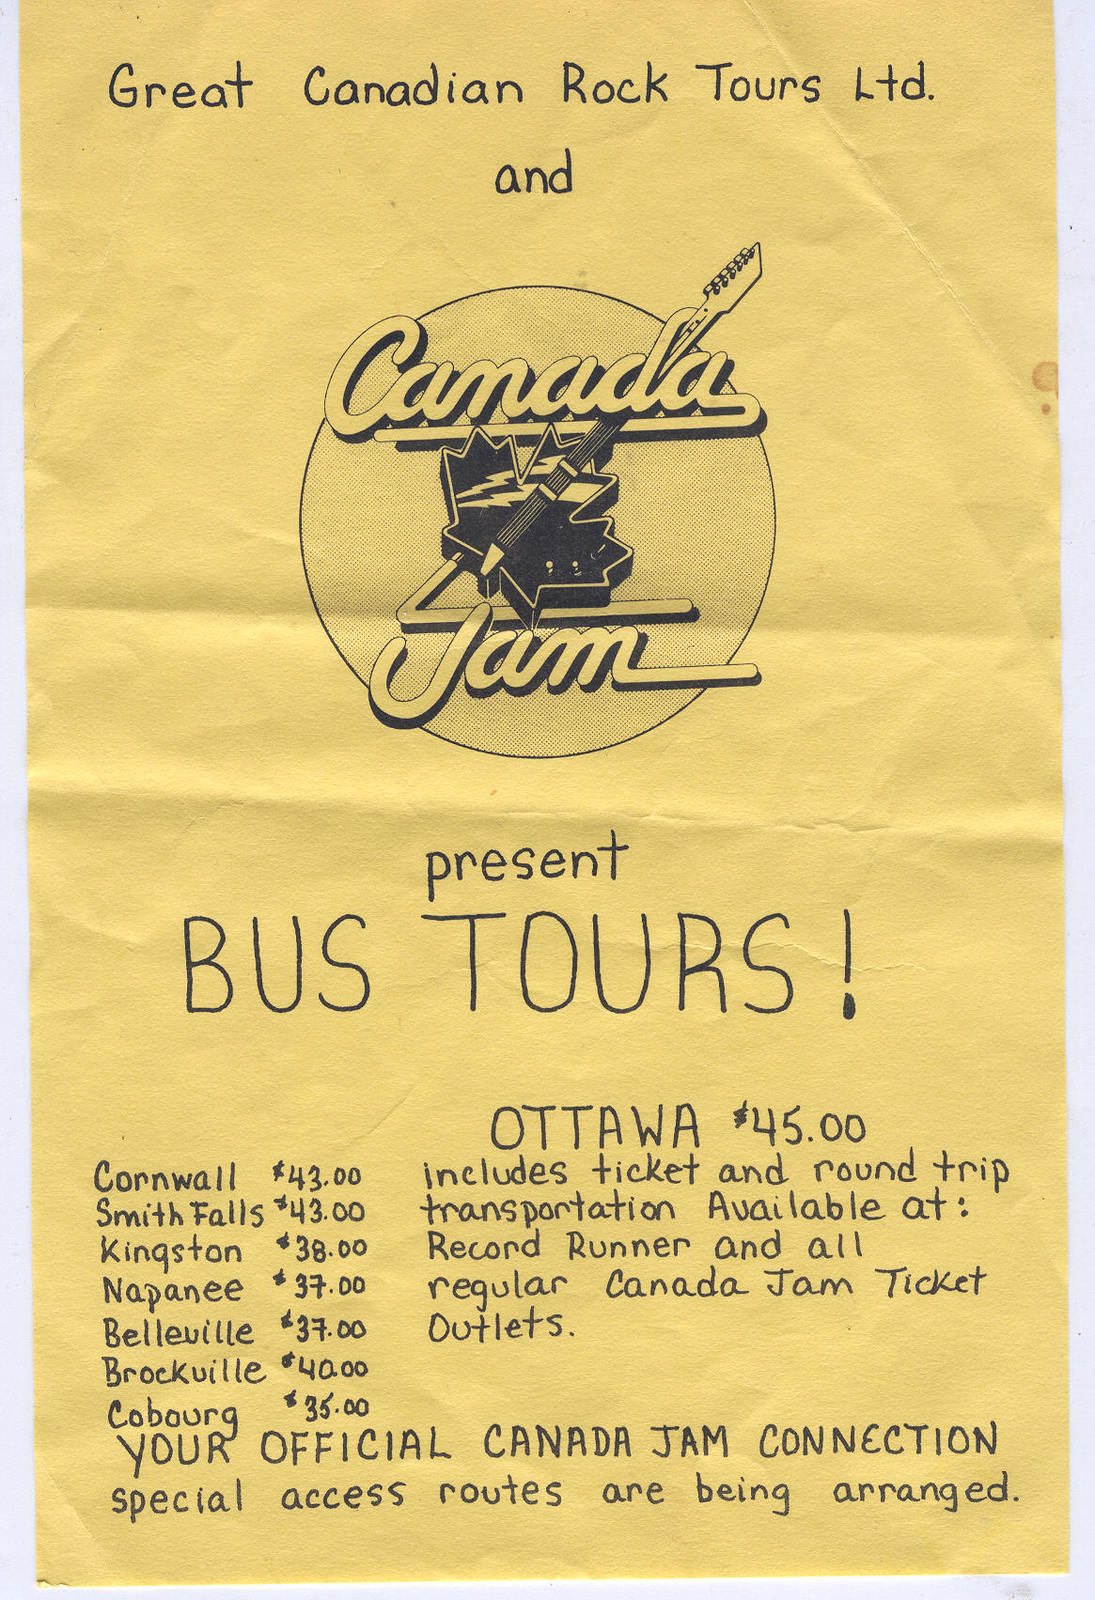 Great Canadian Rock Tours Ltd.
and
Canada
Jam
present
BUS TOURS!
OTTAWA $45.00
includes ticket and round trip
transportation Available at:
Record Runner and all
regular Canada Jam Ticket
Outlets.
Cornwall $43.00
Smith Falls $43.00
Kingston $38.00
Napanee $37.00
Belleville $37.00
Brockville $40.00
Cobourg $35.00
YOUR OFFICIAL CANADA JAM CONNECTION
special access routes are being arranged.